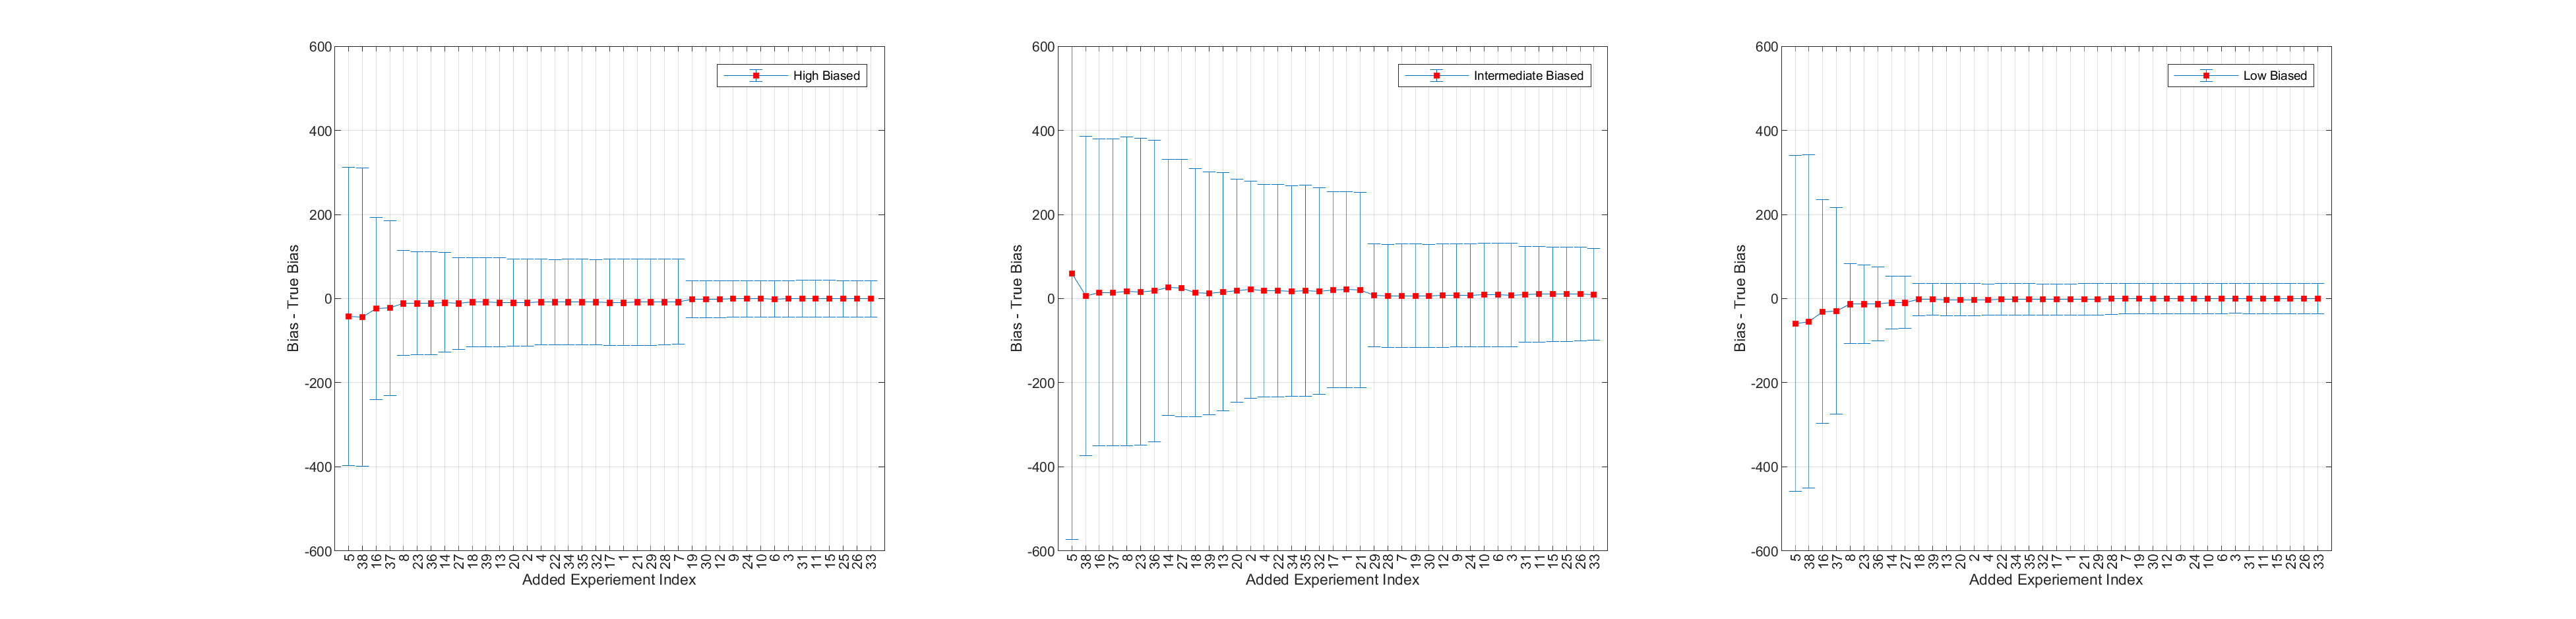 600
400
200
0
-200
-400
-600
Bias - True Bias
High Biased
5 38 16 37 8 23 36 14 27 18 39 13 20 2 4 22 34 35 32 17 1 21 29 28 7 19 30 12 9 24 10 6 3 31 11 15 25 26 33
Added Experiement Index
600
400
200
0
-200
-400
-600
Bias - True Bias
Intermediate Biased
5 38 16 37 8 23 36 14 27 18 39 13 20 2 4 22 34 35 32 17 1 21 29 28 7 19 30 12 9 24 10 6 3 31 11 15 25 26 33
Added Experiement Index
600
400
200
0
-200
-400
-600
Bias - True Bias
Low Biased
5 38 16 37 8 23 36 14 27 18 39 13 20 2 4 22 34 35 32 17 1 21 29 28 7 19 30 12 9 24 10 6 3 31 11 15 25 26 33
Added Experiement Index